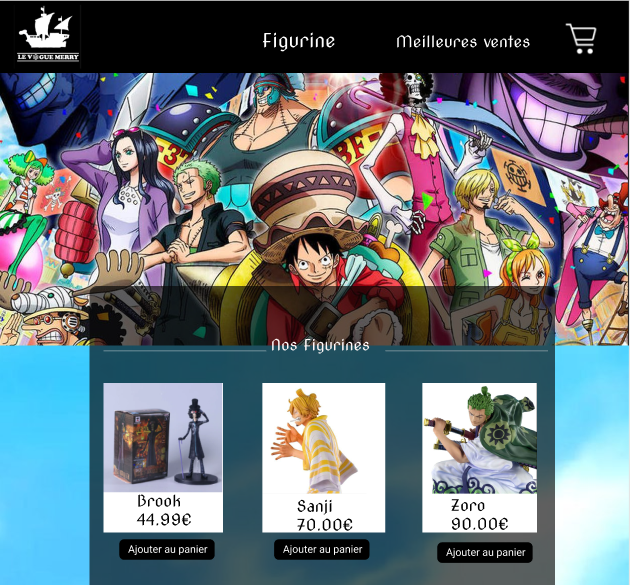 LE VOGUE MERRY
Figurine
Meilleures ventes
Nos Figurines
Brook
44.99€
Sanji
70.00€
Zoro
90.00€
Ajouter au panier
Ajouter au panier
Ajouter au panier